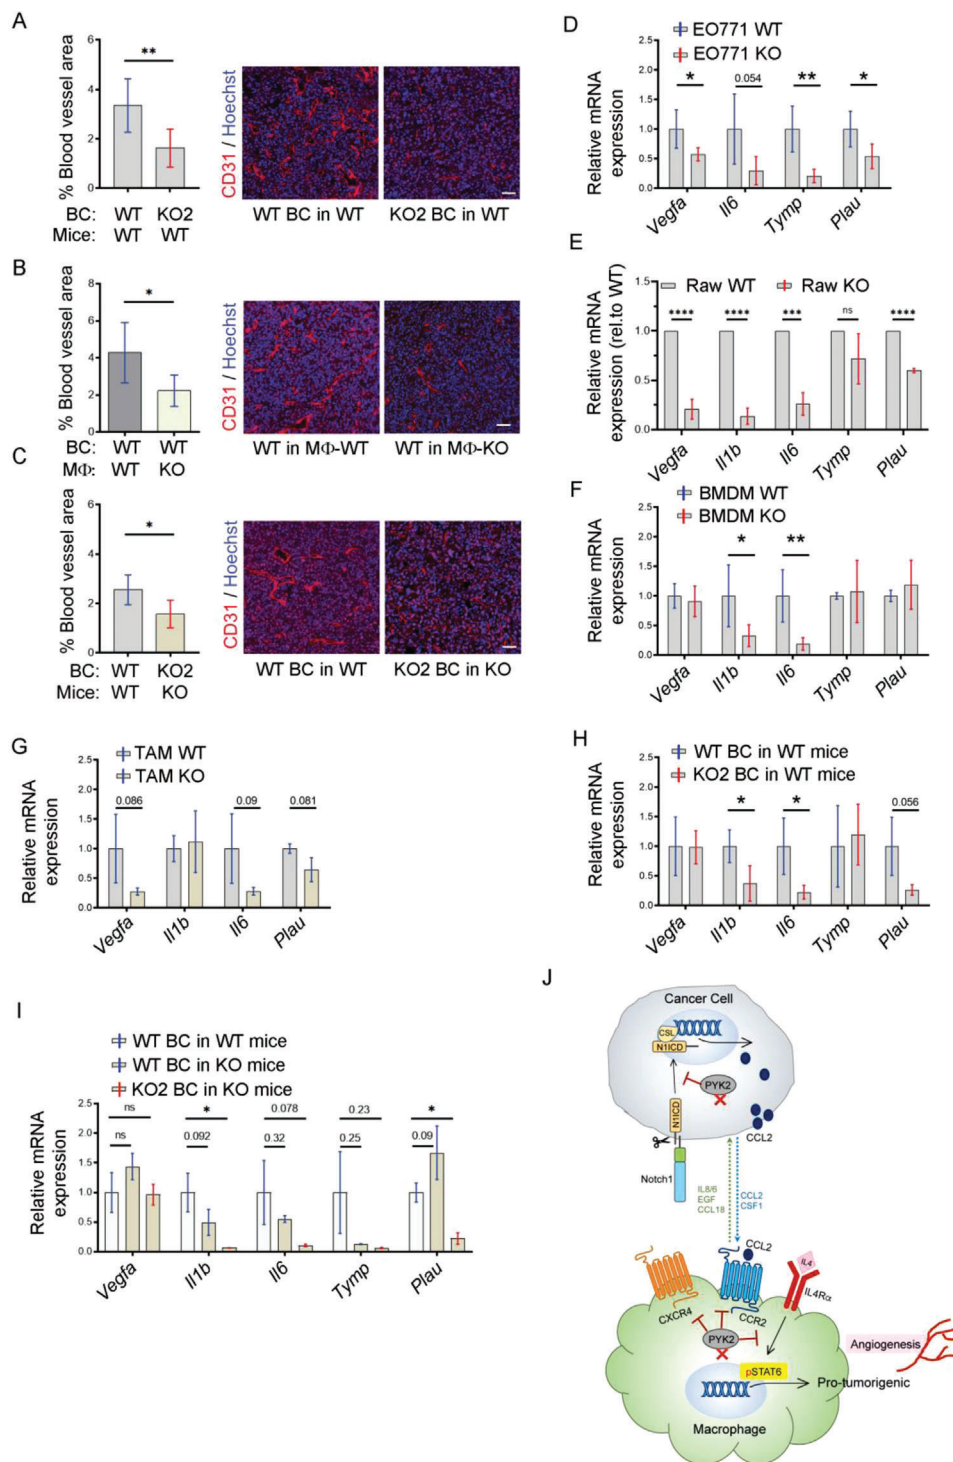 A
% Blood vessel area
6
4
2
0
**
BC: WT KO2
Mice: WT WT
CD31 / Hoechst
WT BC in WT
KO2 BC in WT
B
% Blood vessel area
8
6
4
2
0
*
BC: WT WT
MΦ: WT KO
CD31 / Hoechst
WT in MΦ-WT
WT in MΦ-KO
C
% Blood vessel area
6
4
2
0
*
BC: WT KO2
Mice: WT KO
CD31 / Hoechst
WT BC in WT
KO2 BC in KO
D
EO771 WT
EO771 KO
Relative mRNA
expression
2.5
2.0
1.5
1.0
0.5
0.0
* 0.054 ** *
Vegfa Il6 Tymp Plau
E
Raw WT Raw KO
Relative mRNA
expression (rel.to WT)
1.5
1.0
0.5
0.0
**** **** *** ns ****
Vegfa Il1b Il6 Tymp Plau
F
BMDM WT
BMDM KO
Relative mRNA
expression
2.5
2.0
1.5
1.0
0.5
0.0
* **
Vegfa Il1b Il6 Tymp Plau
G
TAM WT
TAM KO
Relative mRNA
expression
2.5
2.0
1.5
1.0
0.5
0.0
0.086 0.09 0.081
Vegfa Il1b Il6 Plau
H
WT BC in WT mice
KO2 BC in WT mice
Relative mRNA
expression
2.5
2.0
1.5
1.0
0.5
0.0
* * 0.056
Vegfa Il1b Il6 Tymp Plau
I
WT BC in WT mice
WT BC in KO mice
KO2 BC in KO mice
Relative mRNA
expression
2.5
2.0
1.5
1.0
0.5
0.0
ns * 0.078 0.23 *
ns 0.092 0.32 0.25 0.09
Vegfa Il1b Il6 Tymp Plau
J
Cancer Cell
CSL
N1ICD
PYK2
N1ICD
CCL2
Notch1
IL8/6
EGF
CCL18
CCL2
CSF1
CCL2
IL4
IL4Rα
CXCR4
CCR2
PYK2
pSTAT6
Angiogenesis
Pro-tumorigenic
Macrophage